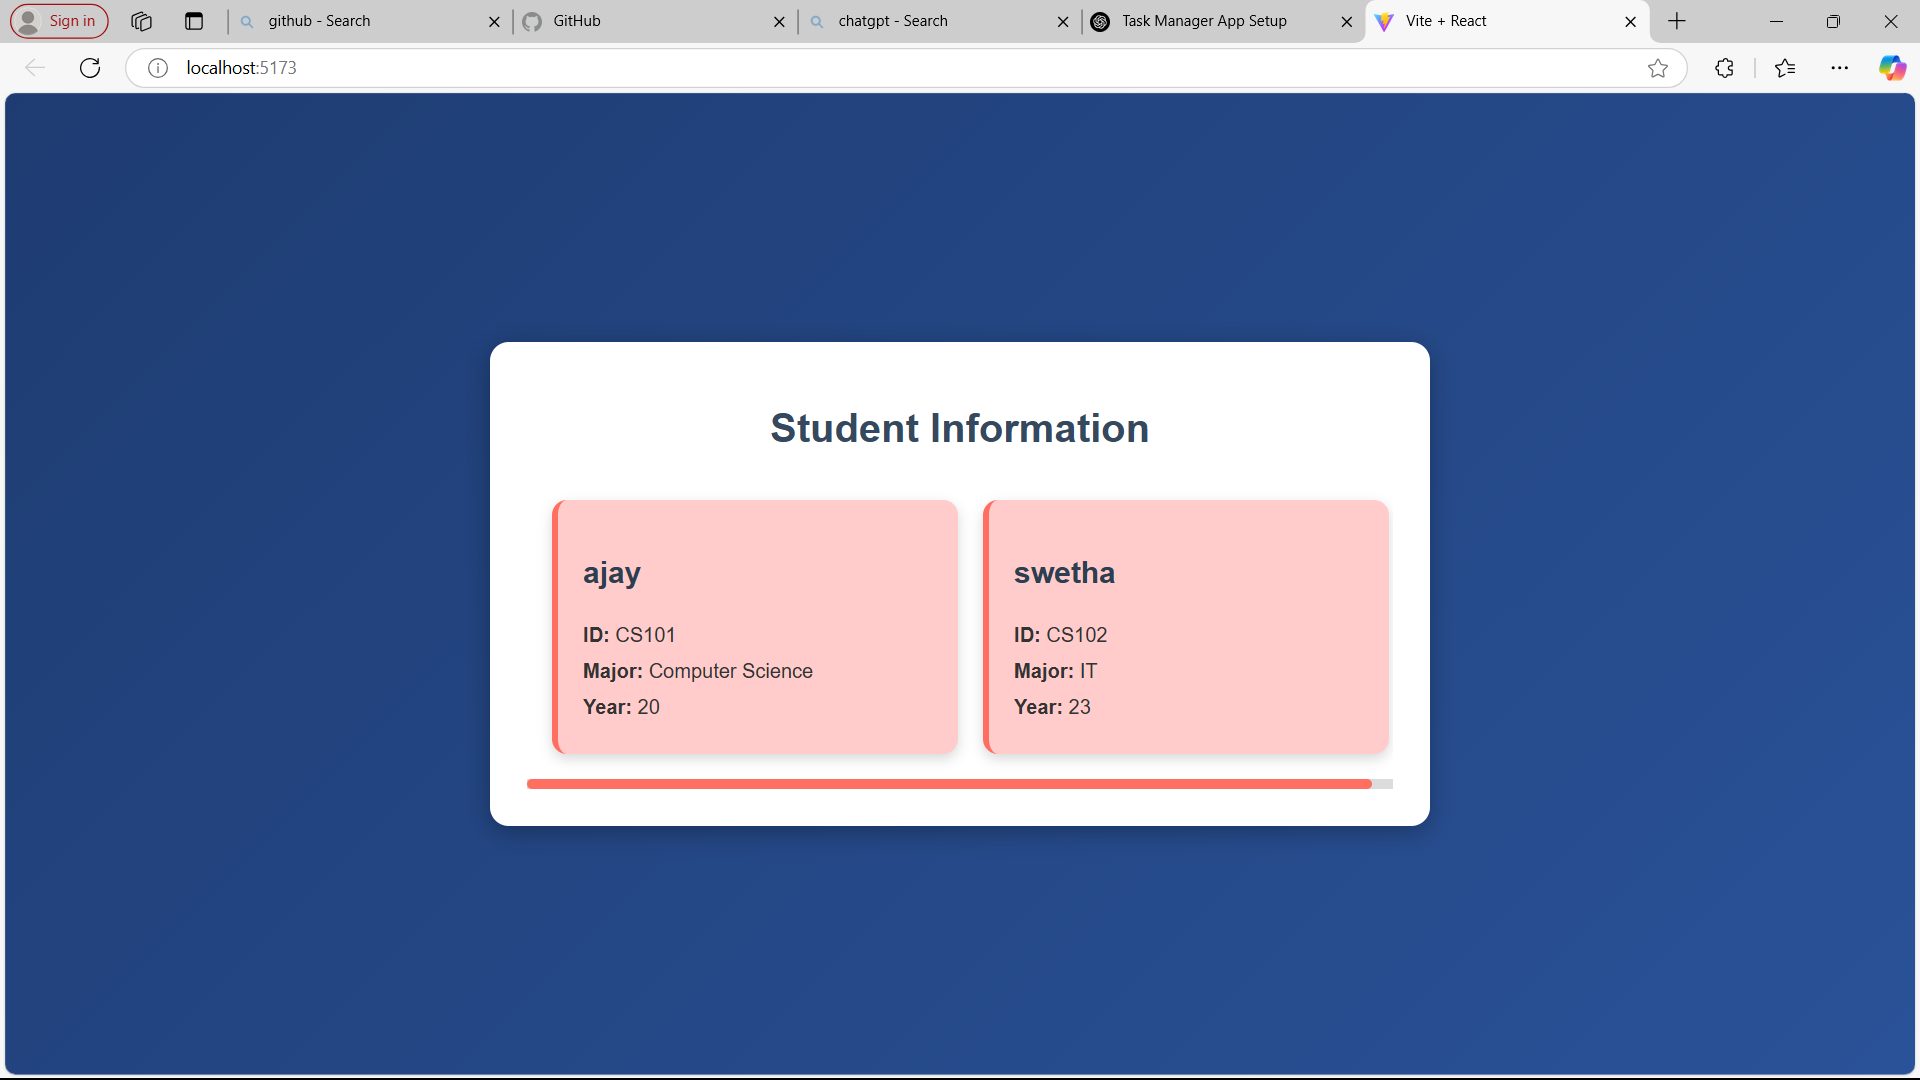 Sign in
github - Search
GitHub
chatgpt - Search
Task Manager App Setup
Vite + React
localhost:5173
Student Information
ajay
ID: CS101
Major: Computer Science
Year: 20
swetha
ID: CS102
Major: IT
Year: 23